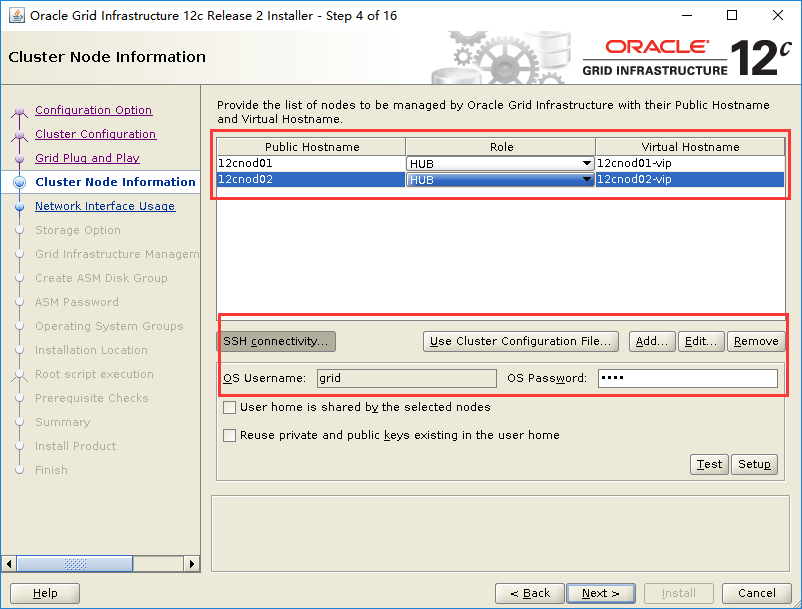 Oracle Grid Infrastructure 12c Release 2 Installer - Step 4 of 16
Cluster Node Information
ORACLE®
GRID INFRASTRUCTURE
12c
Configuration Option
Cluster Configuration
Grid Plug and Play
Cluster Node Information
Network Interface Usage
Storage Option
Grid Infrastructure Managem
Create ASM Disk Group
ASM Password
Operating System Groups
Installation Location
Root script execution
Prerequisite Checks
Summary
Install Product
Finish
Provide the list of nodes to be managed by Oracle Grid Infrastructure with their Public Hostname
and Virtual Hostname.
Public Hostname Role Virtual Hostname
12cnod01 HUB 12cnod01-vip
12cnod02 HUB 12cnod02-vip
SSH connectivity... Use Cluster Configuration File... Add... Edit... Remove
OS Username: grid OS Password: ••••
User home is shared by the selected nodes
Reuse private and public keys existing in the user home
Test Setup
Help < Back Next > Install Cancel